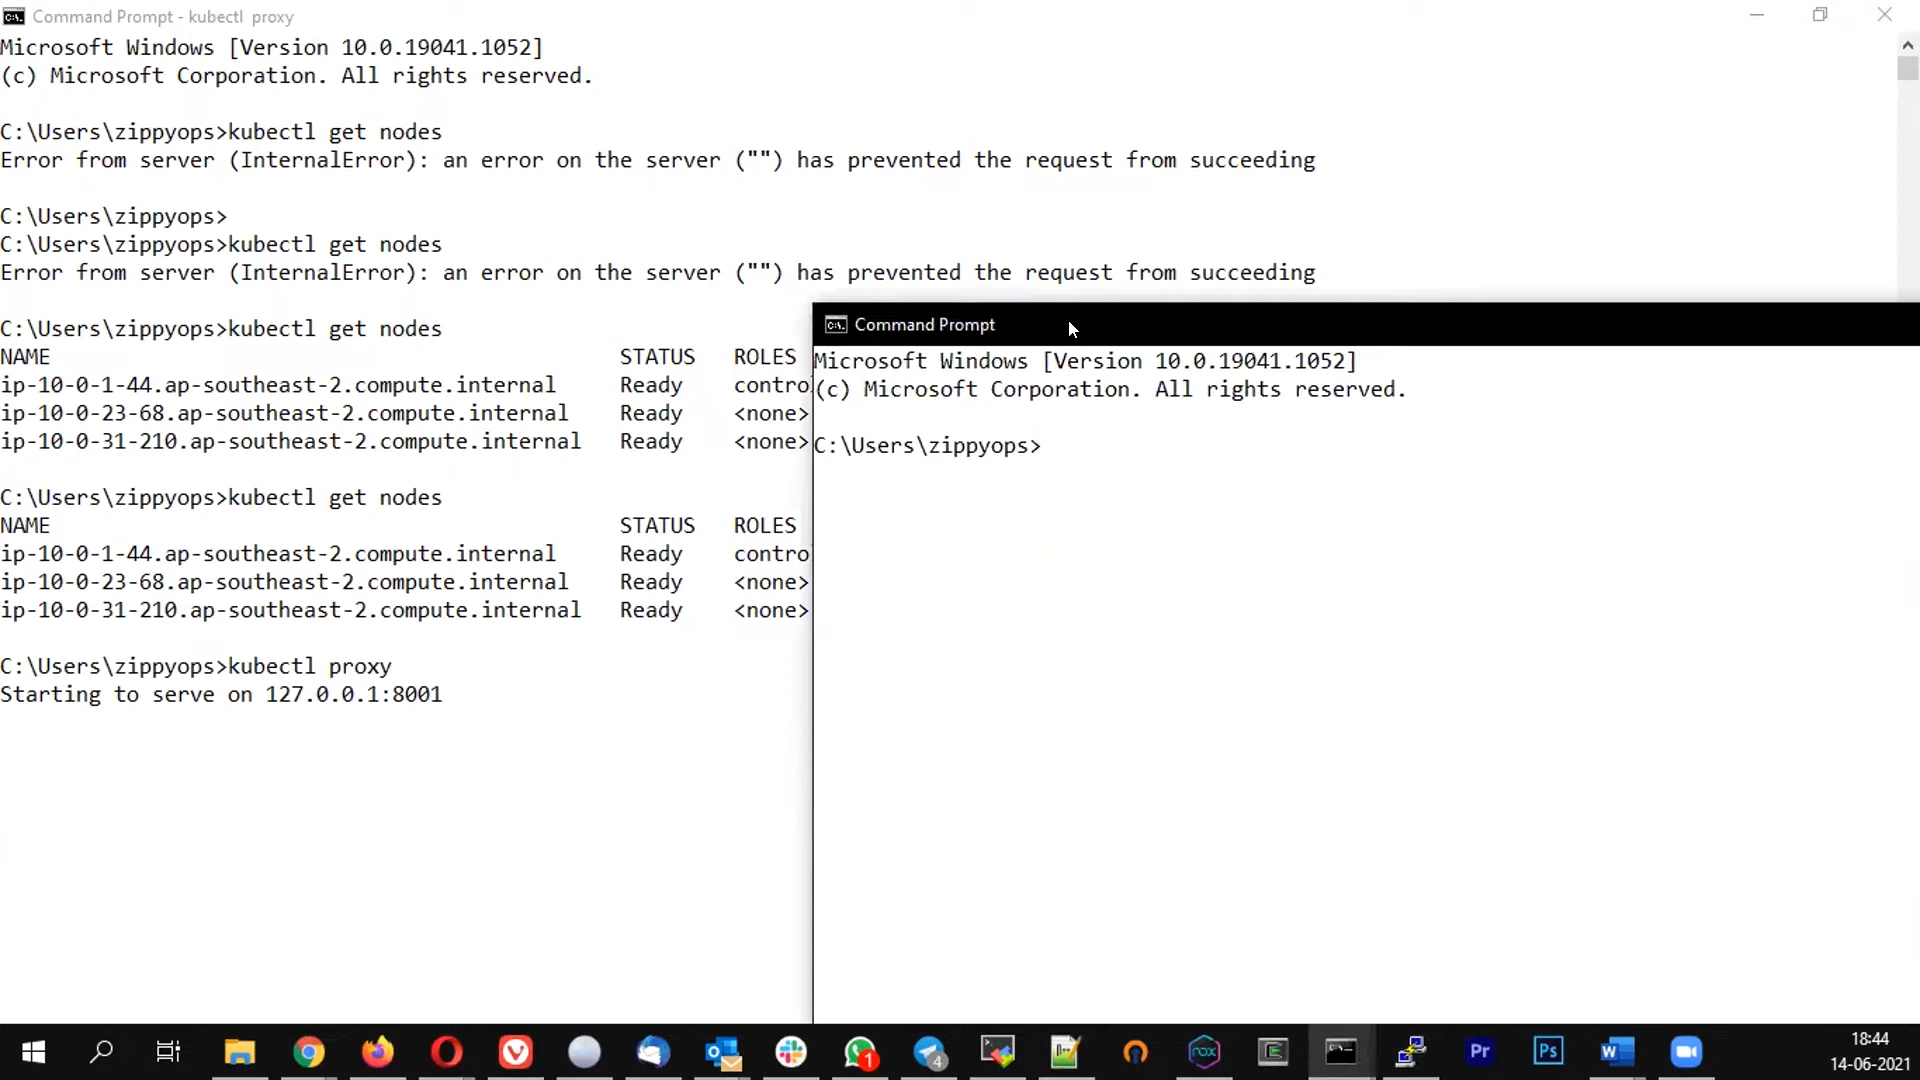 Command Prompt - kubectl  proxy
Microsoft Windows [Version 10.0.19041.1052]
(c) Microsoft Corporation. All rights reserved.
C:\Users\zippyops>kubectl get nodes
Error from server (InternalError): an error on the server ("") has prevented the request from succeeding
C:\Users\zippyops>
C:\Users\zippyops>kubectl get nodes
Error from server (InternalError): an error on the server ("") has prevented the request from succeeding
C:\Users\zippyops>kubectl get nodes
NAME STATUS ROLES
ip-10-0-1-44.ap-southeast-2.compute.internal Ready contro
ip-10-0-23-68.ap-southeast-2.compute.internal Ready <none>
ip-10-0-31-210.ap-southeast-2.compute.internal Ready <none>
C:\Users\zippyops>kubectl get nodes
NAME STATUS ROLES
ip-10-0-1-44.ap-southeast-2.compute.internal Ready contro
ip-10-0-23-68.ap-southeast-2.compute.internal Ready <none>
ip-10-0-31-210.ap-southeast-2.compute.internal Ready <none>
C:\Users\zippyops>kubectl proxy
Starting to serve on 127.0.0.1:8001
Command Prompt
Microsoft Windows [Version 10.0.19041.1052]
(c) Microsoft Corporation. All rights reserved.
C:\Users\zippyops>
1
4
nox
Pr
Ps
W
18:44
14-06-2021